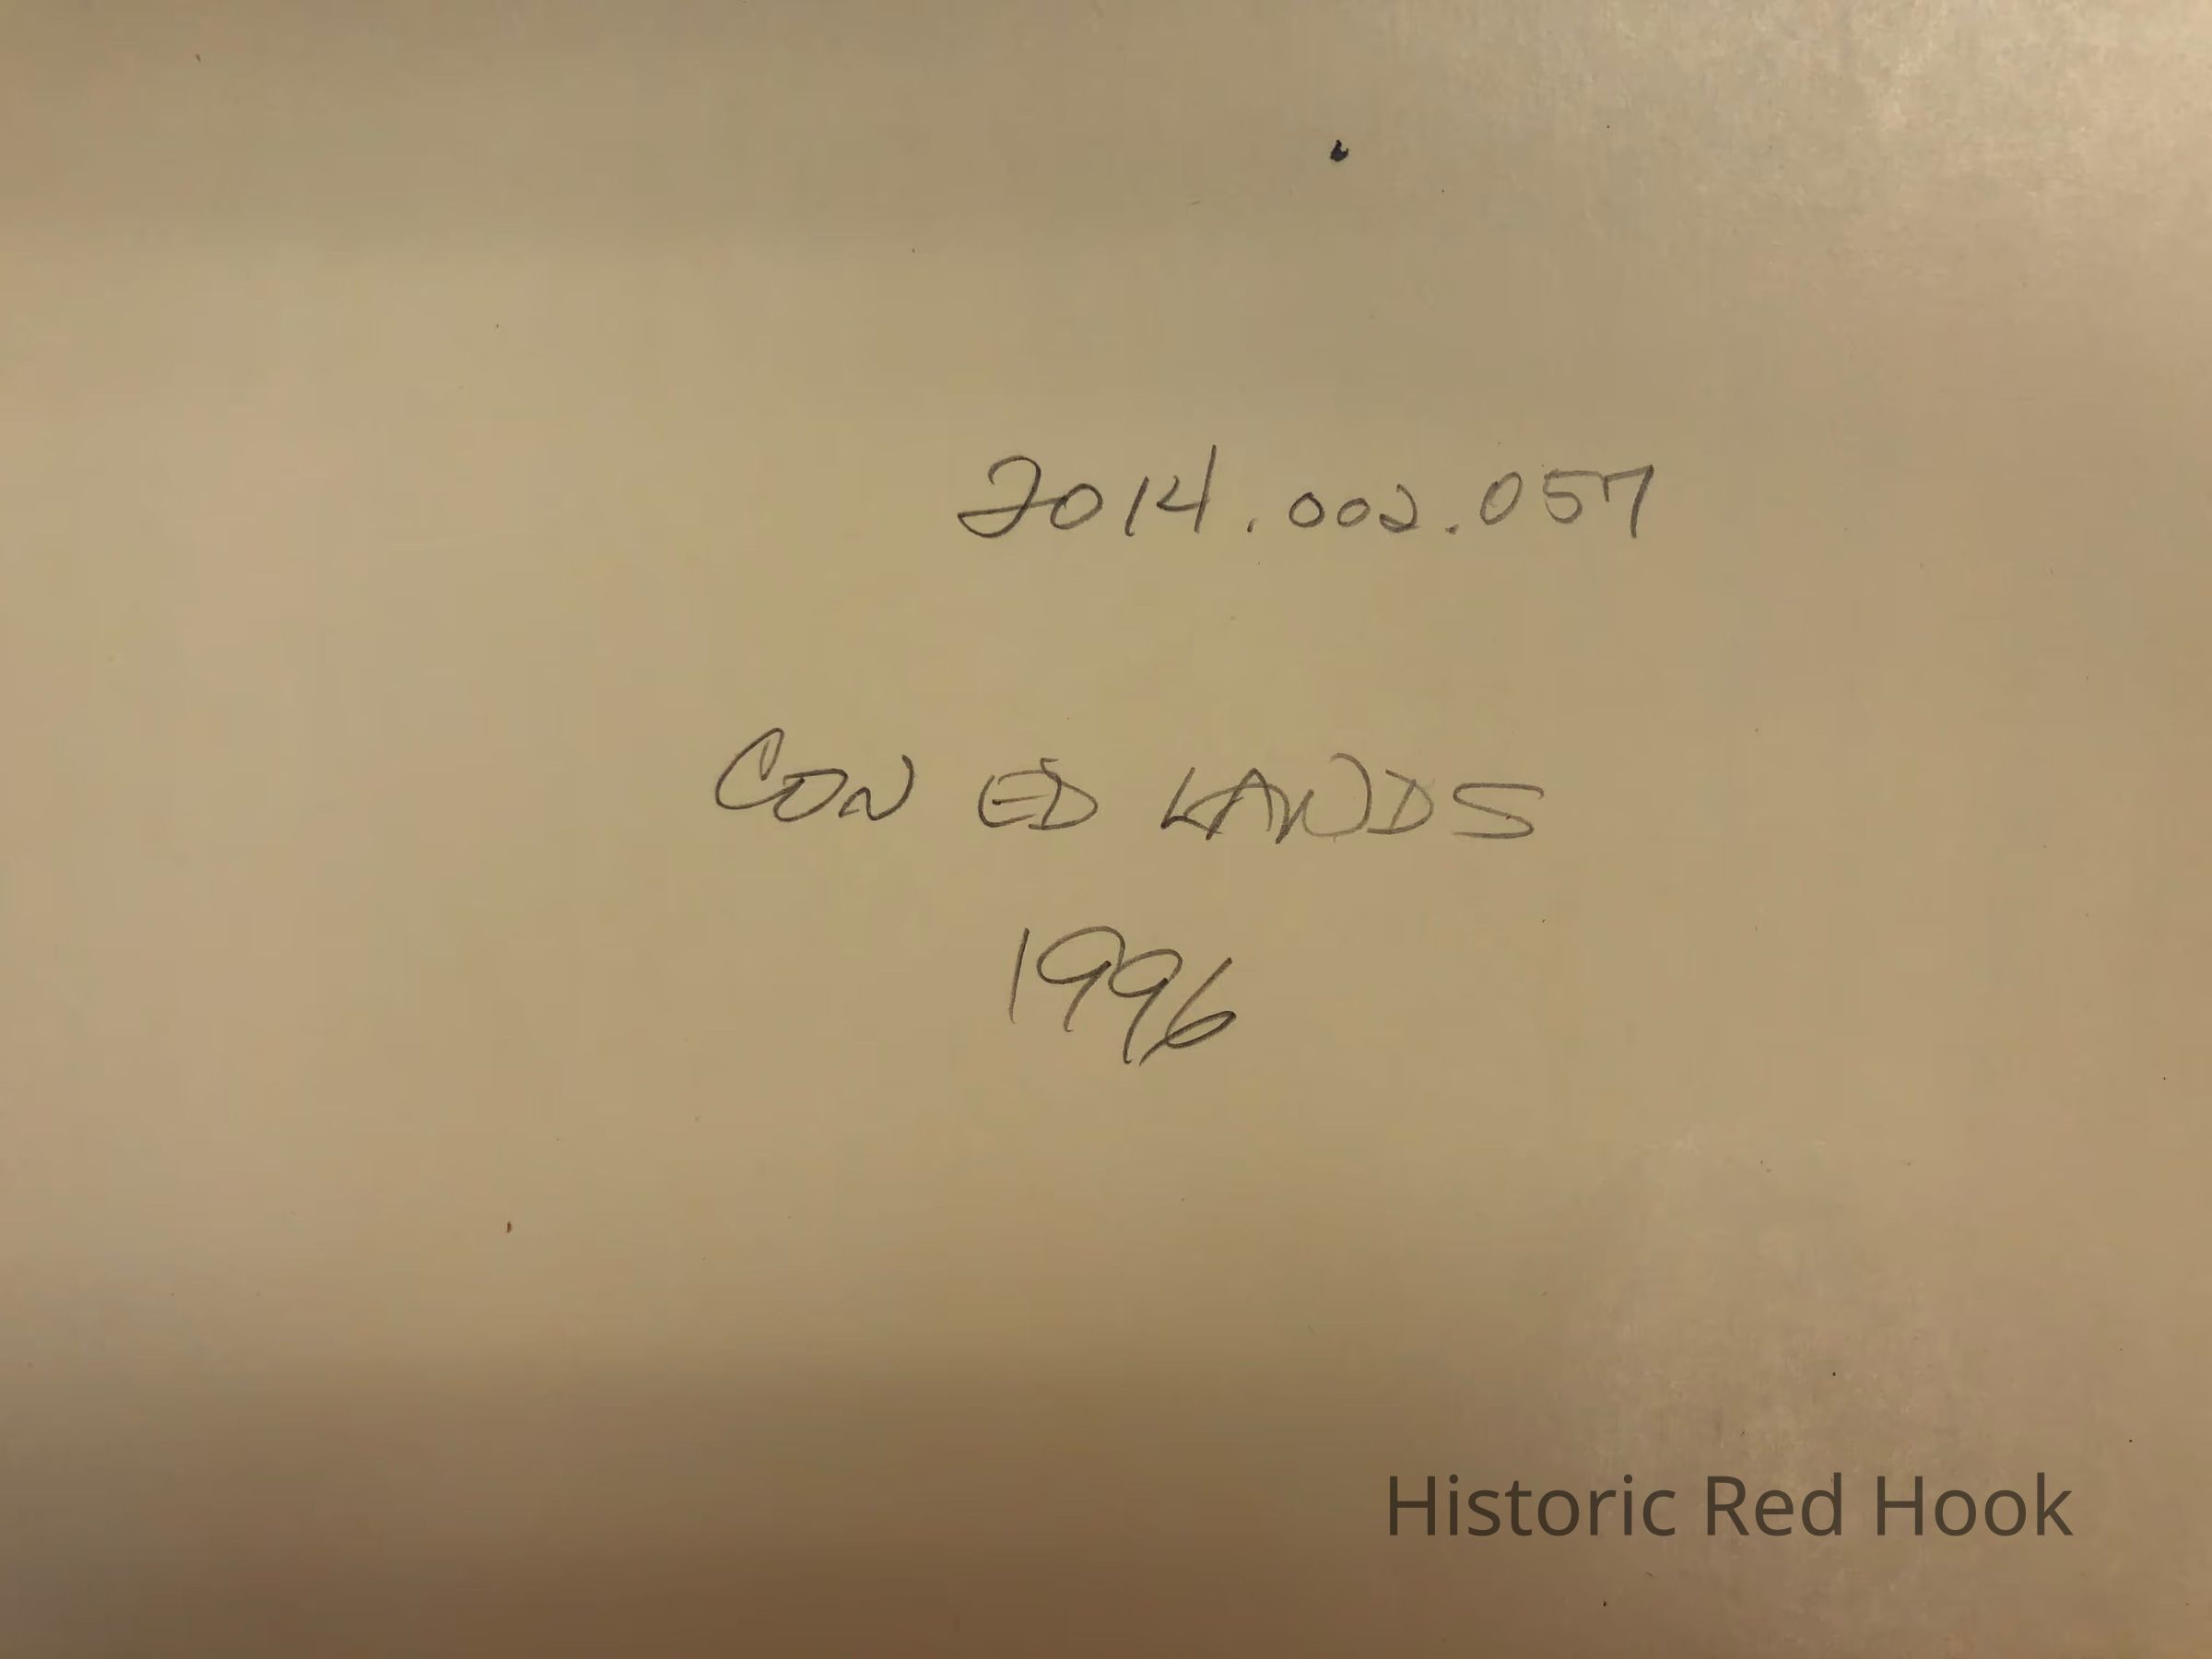 2014.002.057
CON ED LANDS
1996
Historic Red Hook